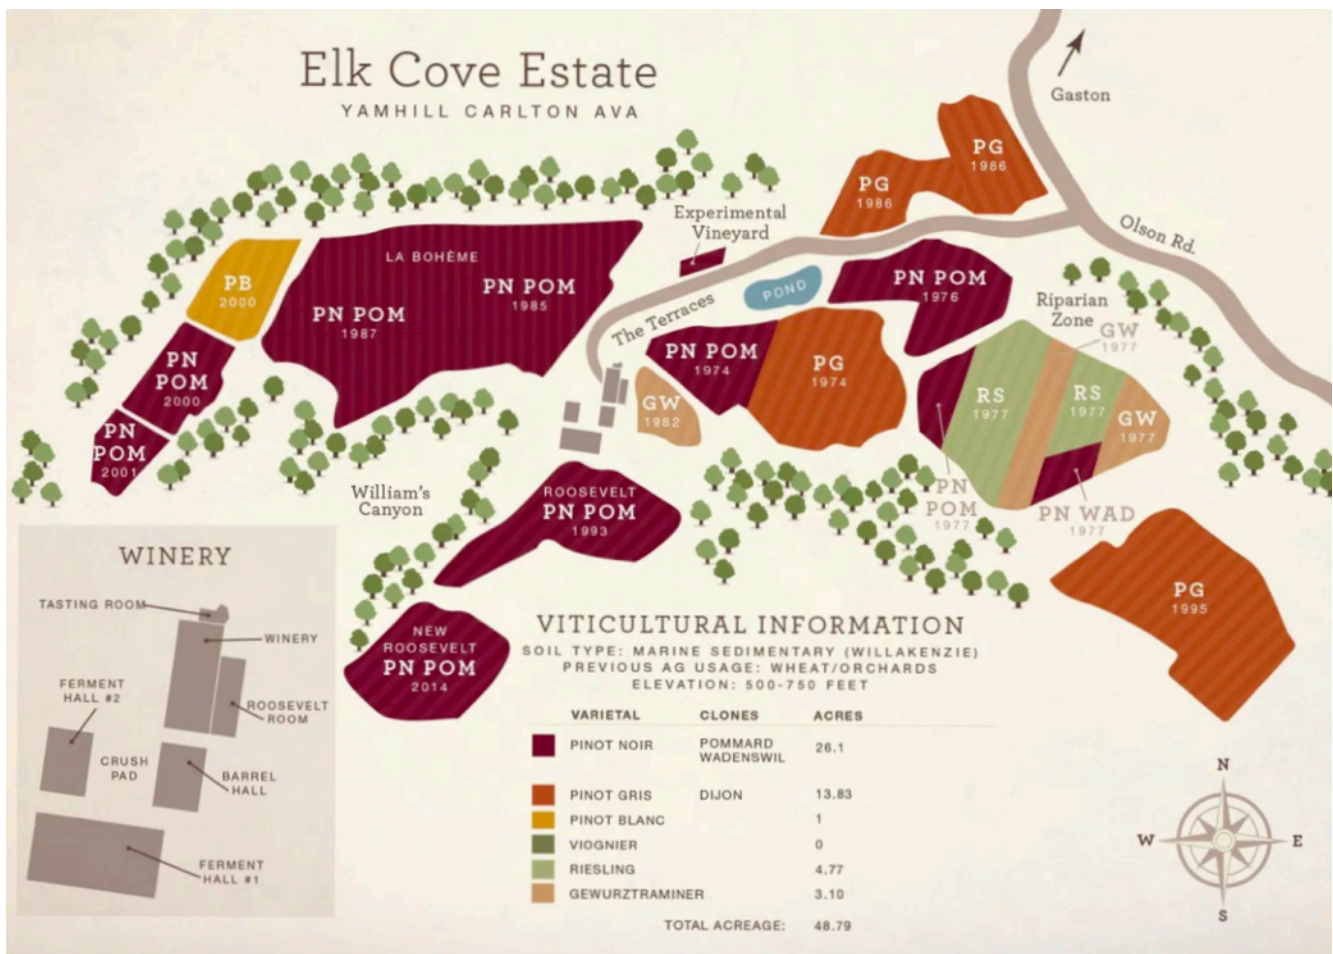 Elk Cove Estate
YAMHILL CARLTON AVA
Gaston
PG
1986
PG
1986
Experimental
Vineyard
Olson Rd.
LA BOHÈME
PB
2000
PN POM
1987
PN POM
1985
POND
PN POM
1976
Riparian
Zone
The Terraces
GW
1977
PN
POM
2000
PN POM
1974
PG
1974
RS
1977
RS
1977
GW
1982
GW
1977
PN
POM
2001
PN
POM
1977
PN WAD
1977
William's
Canyon
ROOSEVELT
PN POM
1993
PG
1995
NEW
ROOSEVELT
PN POM
2014
WINERY
TASTING ROOM
WINERY
FERMENT
HALL #2
ROOSEVELT
ROOM
CRUSH
PAD
BARREL
HALL
FERMENT
HALL #1
VITICULTURAL INFORMATION
SOIL TYPE: MARINE SEDIMENTARY (WILLAKENZIE)
PREVIOUS AG USAGE: WHEAT/ORCHARDS
ELEVATION: 500-750 FEET
VARIETAL CLONES ACRES
PINOT NOIR POMMARD 26.1
WADENSWIL
PINOT GRIS DIJON 13.83
PINOT BLANC 1
VIOGNIER 0
RIESLING 4.77
GEWURZTRAMINER 3.10
TOTAL ACREAGE: 48.79
N
W E
S